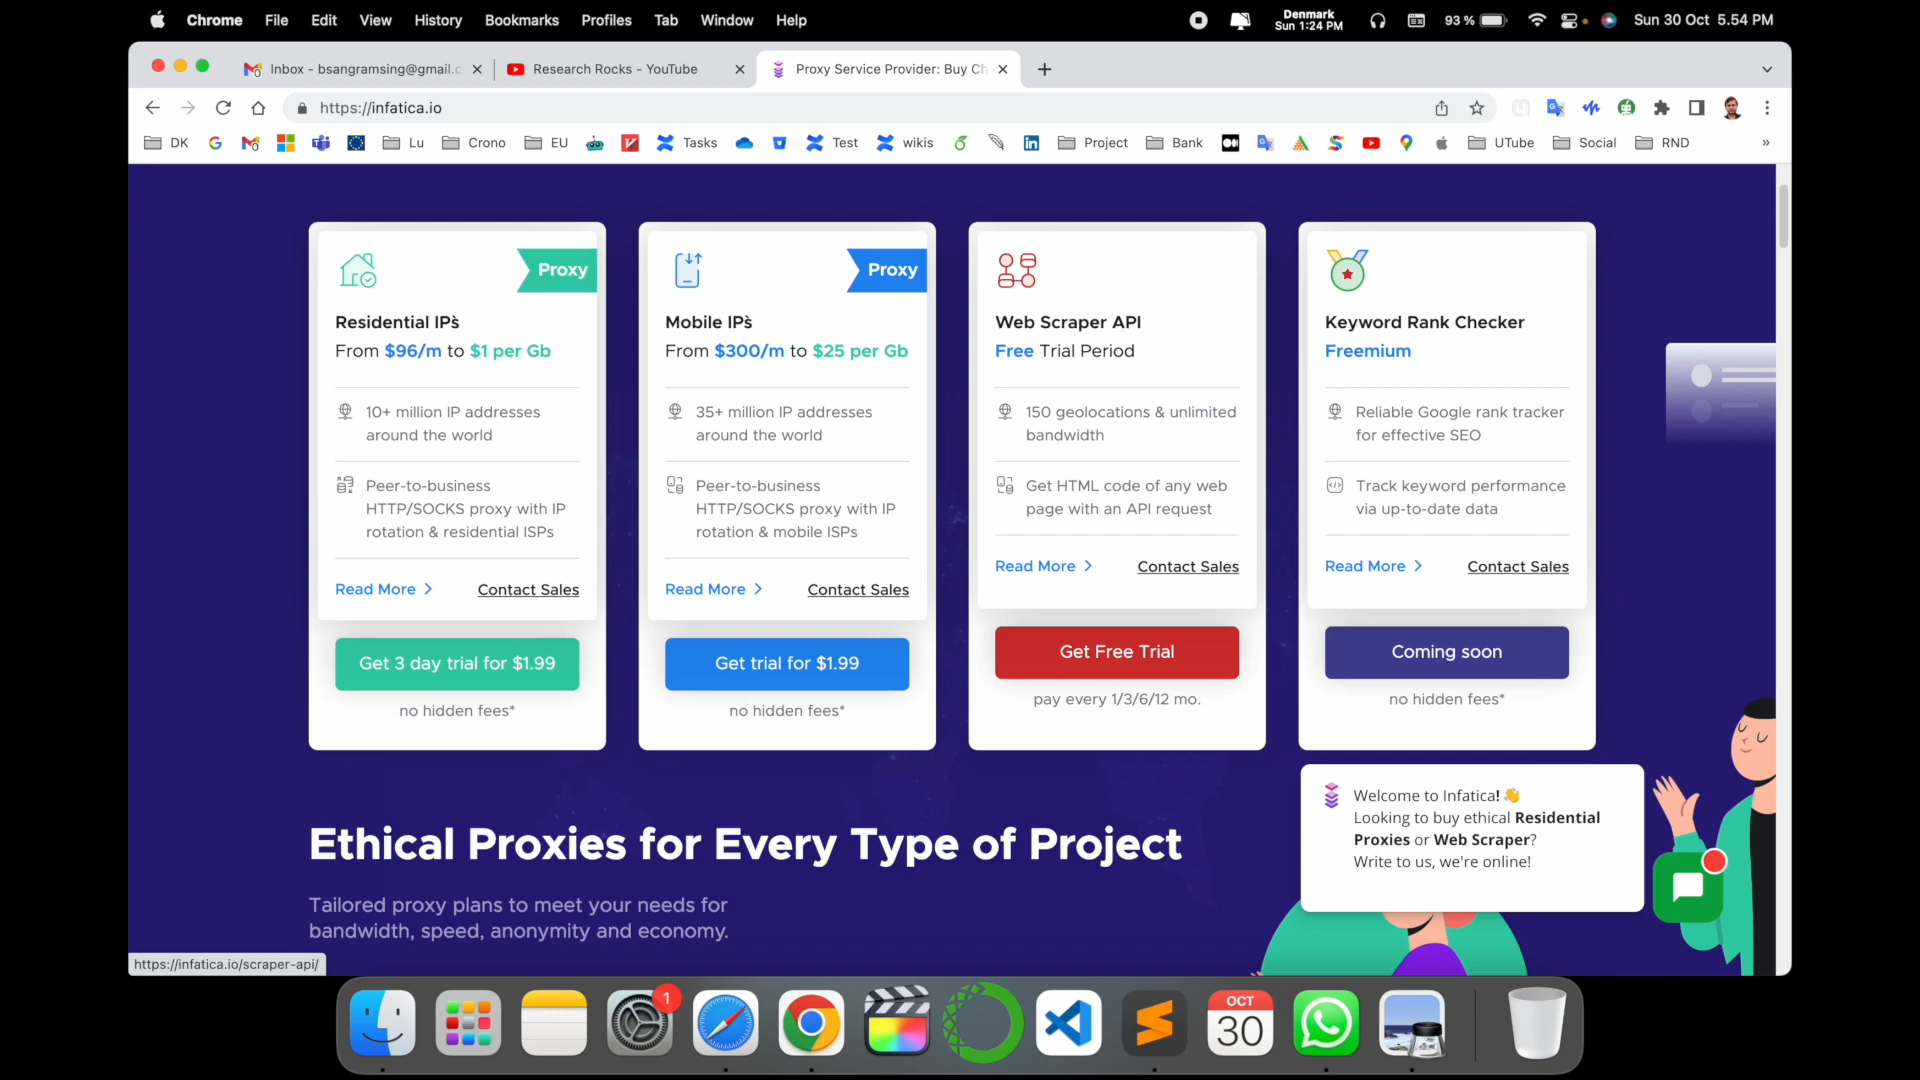 Chrome File Edit View History Bookmarks Profiles Tab Window Help
Denmark
Sun 1:24 PM
93 %
Sun 30 Oct 5.54 PM
Inbox - bsangramsing@gmail.c
Research Rocks - YouTube
Proxy Service Provider: Buy Ch
https://infatica.io
DK Lu Crono EU Tasks Test wikis Project Bank UTube Social RND »
Proxy
Residential IP's
From $96/m to $1 per Gb
10+ million IP addresses
around the world
Peer-to-business
HTTP/SOCKS proxy with IP
rotation & residential ISPs
Read More Contact Sales
Get 3 day trial for $1.99
no hidden fees*
Proxy
Mobile IP's
From $300/m to $25 per Gb
35+ million IP addresses
around the world
Peer-to-business
HTTP/SOCKS proxy with IP
rotation & mobile ISPs
Read More Contact Sales
Get trial for $1.99
no hidden fees*
Web Scraper API
Free Trial Period
150 geolocations & unlimited
bandwidth
Get HTML code of any web
page with an API request
Read More Contact Sales
Get Free Trial
pay every 1/3/6/12 mo.
Keyword Rank Checker
Freemium
Reliable Google rank tracker
for effective SEO
Track keyword performance
via up-to-date data
Read More Contact Sales
Coming soon
no hidden fees*
Ethical Proxies for Every Type of Project
Tailored proxy plans to meet your needs for
bandwidth, speed, anonymity and economy.
Welcome to Infatica! 👋
Looking to buy ethical Residential
Proxies or Web Scraper?
Write to us, we're online!
https://infatica.io/scraper-api/
1
OCT
30